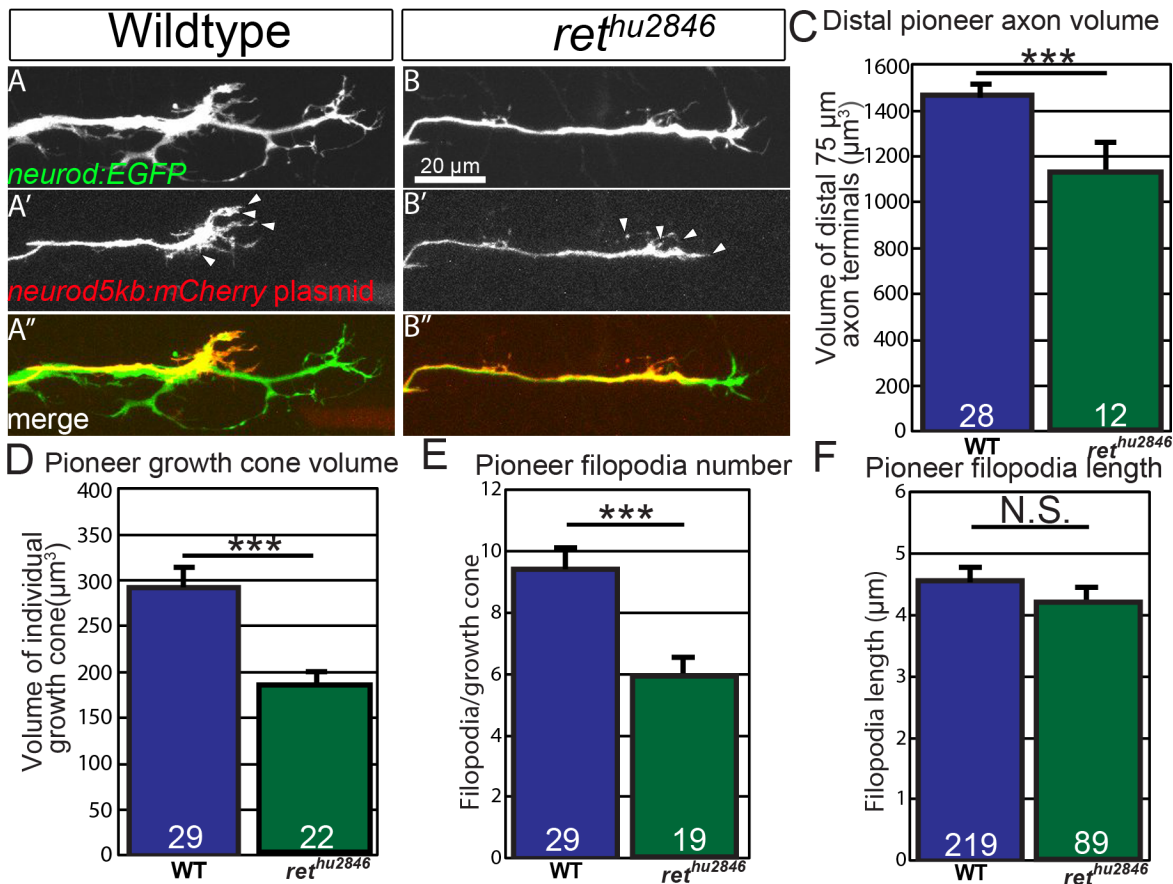 Wildtype
ret^hu2846
A
neurod:EGFP
B
20 µm
A'
neurod5kb:mCherry plasmid
B'
A''
merge
B''
C Distal pioneer axon volume
Volume of distal 75 µm
axon terminals (µm³)
1600
1400
1200
1100
800
600
400
200
0
***
28
12
WT
ret^hu2846
D Pioneer growth cone volume
Volume of individual
growth cone(µm³)
400
350
300
250
200
150
100
50
0
***
29
22
WT
ret^hu2846
E Pioneer filopodia number
Filopodia/growth cone
12
10
8
6
4
2
0
***
29
19
WT
ret^hu2846
F Pioneer filopodia length
Filopodia length (µm)
6
5
4
3
2
1
0
N.S.
219
89
WT
ret^hu2846